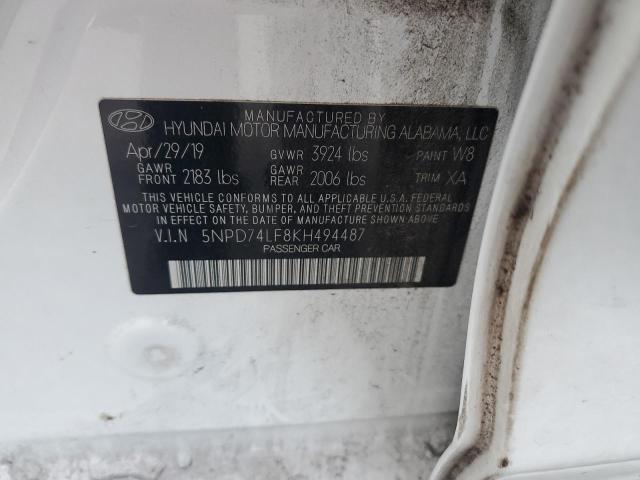 MANUFACTURED BY
HYUNDAI MOTOR MANUFACTURING ALABAMA, LLC
Apr/29/19 GVWR 3924 lbs PAINT W8
GAWR FRONT 2183 lbs GAWR REAR 2006 lbs TRIM XA
THIS VEHICLE CONFORMS TO ALL APPLICABLE U.S.A. FEDERAL
MOTOR VEHICLE SAFETY, BUMPER, AND THEFT PREVENTION
STANDARDS IN EFFECT ON THE DATE OF MANUFACTURE SHOWN ABOVE.
V.I.N 5NPD74LF8KH494487
PASSENGER CAR